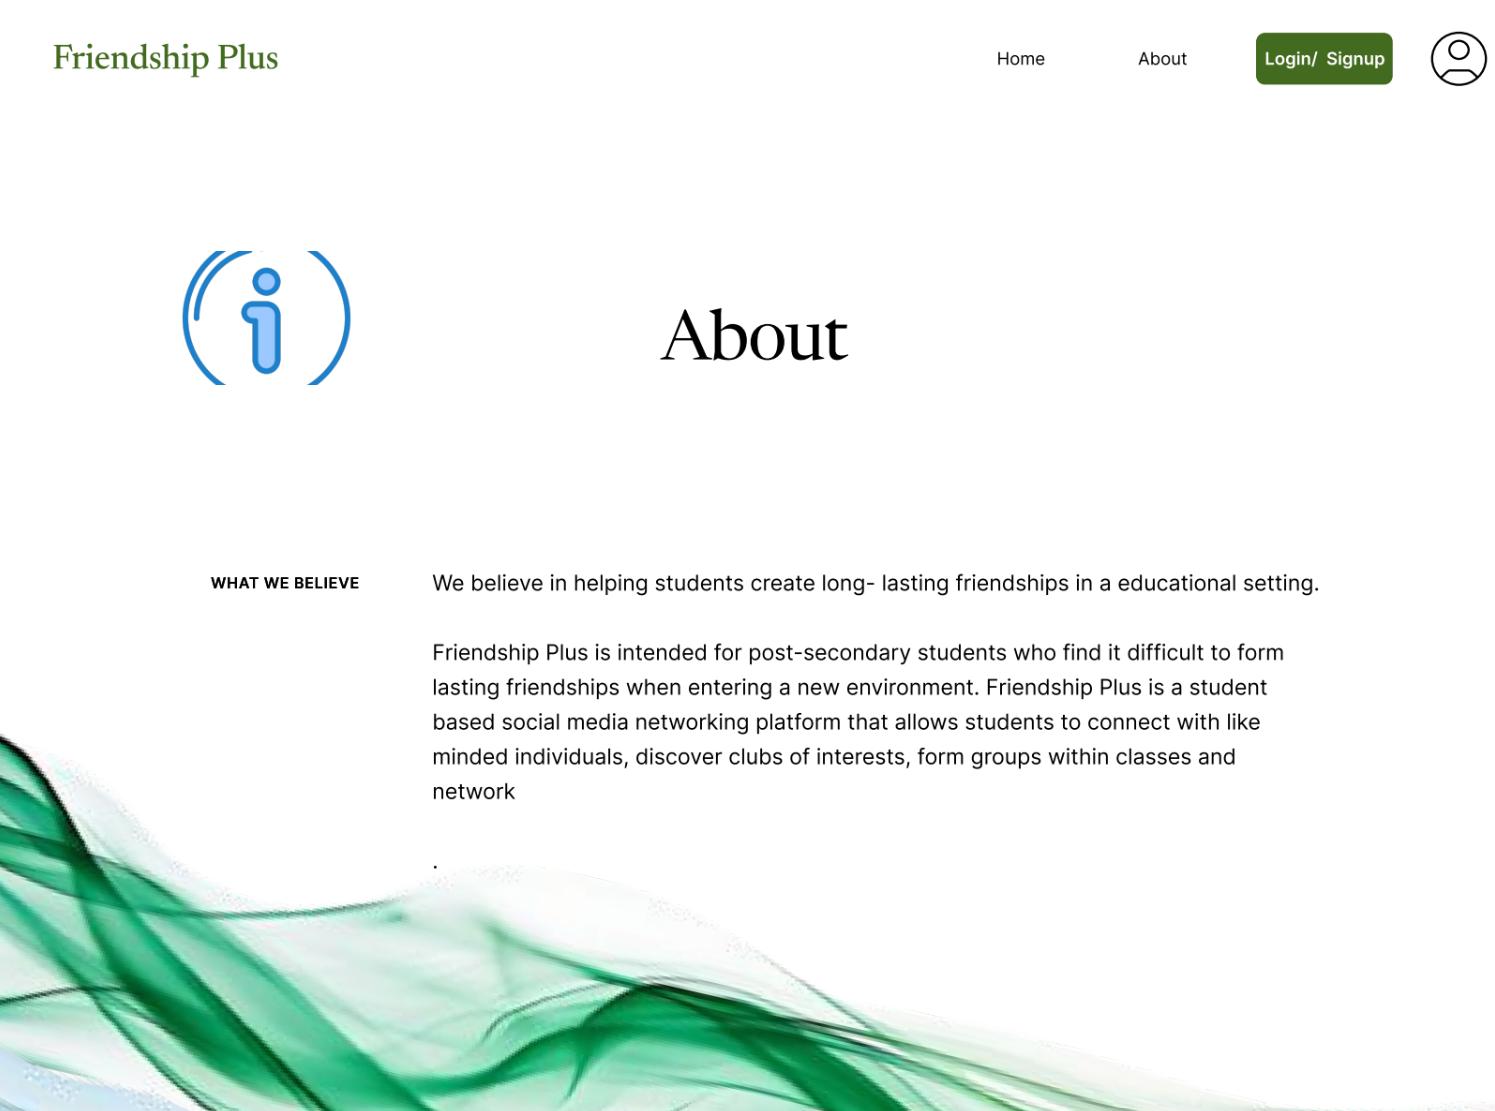 Friendship Plus
Home
About
Login/ Signup
About
WHAT WE BELIEVE
We believe in helping students create long- lasting friendships in a educational setting.
Friendship Plus is intended for post-secondary students who find it difficult to form
lasting friendships when entering a new environment. Friendship Plus is a student
based social media networking platform that allows students to connect with like
minded individuals, discover clubs of interests, form groups within classes and
network
.